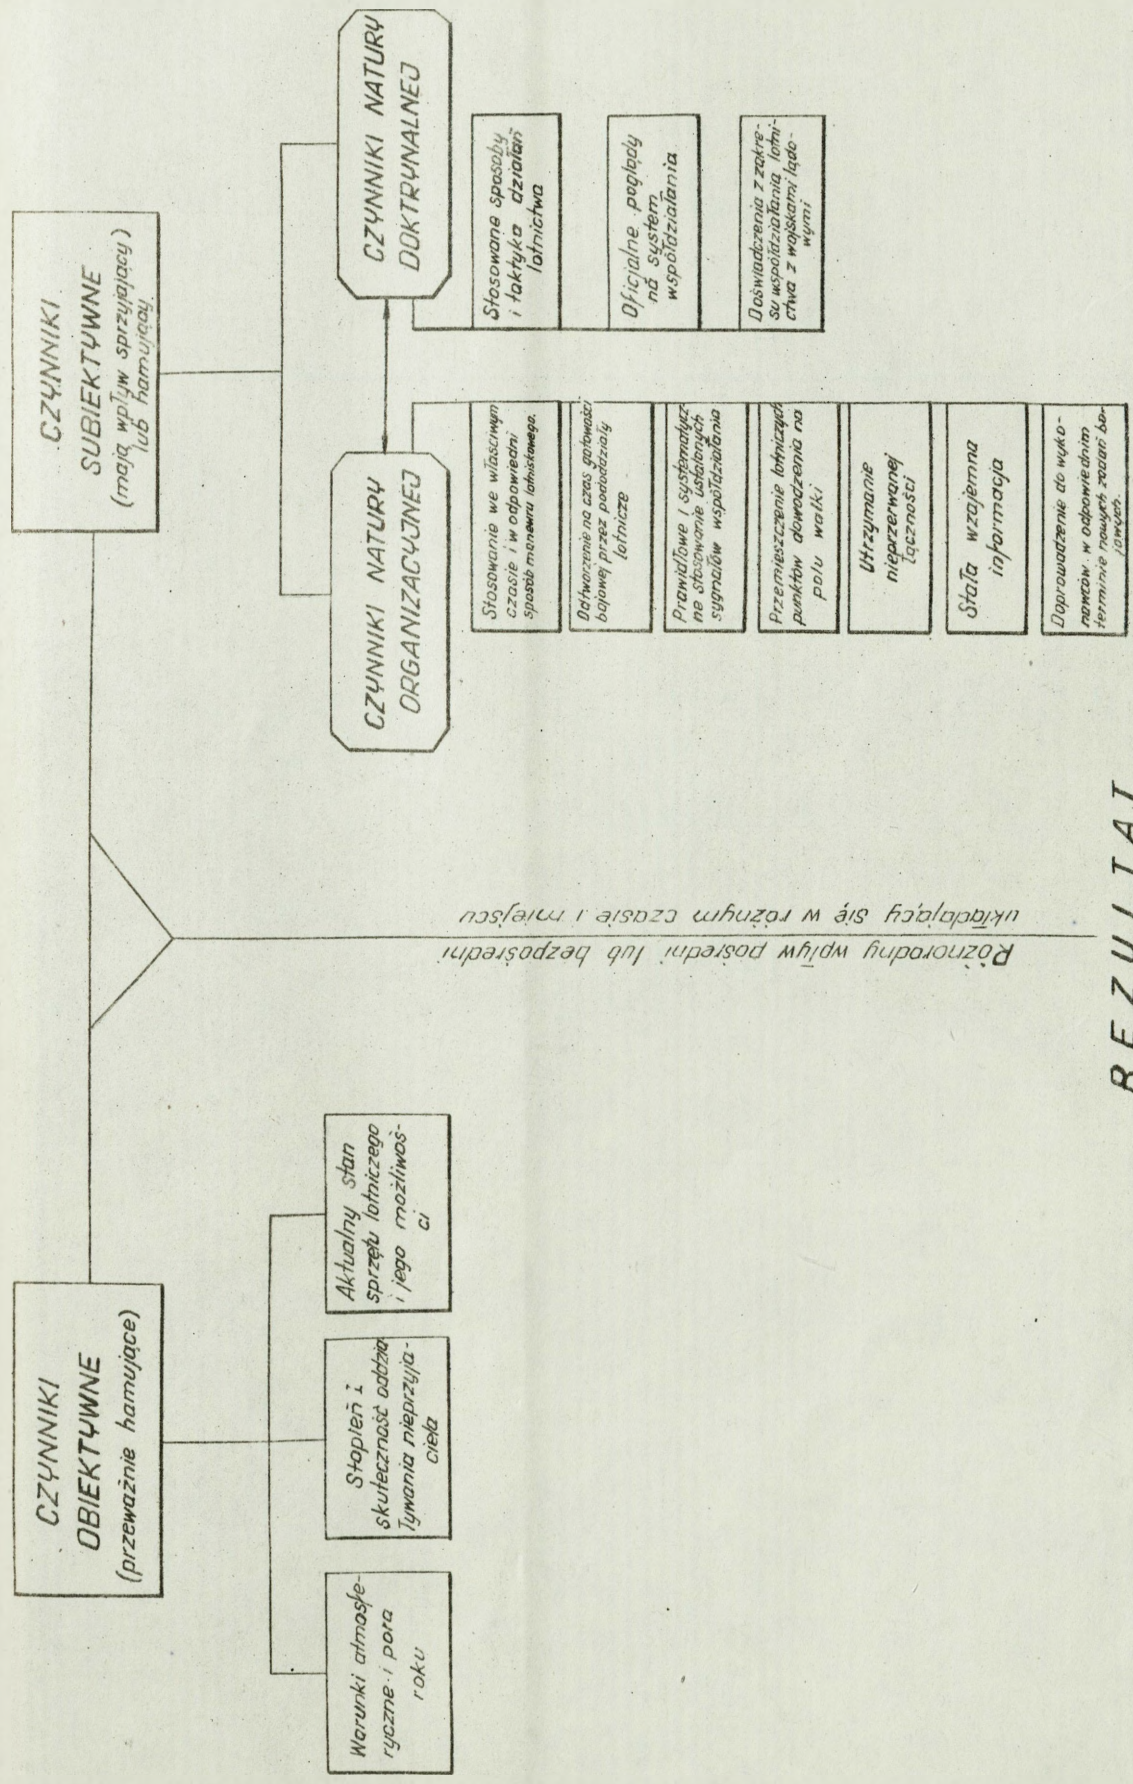 CZYNNIKI
OBIEKTYWNE
(przeważnie hamujące)
Warunki atmosfe-
ryczne i pora
roku
Stopień i
skuteczność oddzia
ływania nieprzyja-
ciela
Aktualny stan
sprzętu lotniczego
i jego możliwoś-
ci
Różnorodny wpływ pośredni lub bezpośredni
układający się w różnym czasie i miejscu
CZYNNIKI
SUBIEKTYWNE
(mają wpływ sprzyjający)
lub hamujący
CZYNNIKI NATURY
ORGANIZACYJNEJ
Stosowanie we właściwym
czasie i w odpowiedni
sposób manewru lotniskowego.
Odtworzenie na czas gotowości
bojowej przez pododdziały
lotnicze
Prawidłowe i systematycz
ne stosowanie ustalonych
sygnałów współdziałania
Przemieszczenie lotniczych
punktów dowodzenia na
polu walki
Utrzymanie
nieprzerwanej
łączności
Stała wzajemna
informacja
Doprowadzenie do wyko-
nawców w odpowiednim
terminie nowych zadań bo-
jowych.
CZYNNIKI NATURY
DOKTRYNALNEJ
Stosowane sposoby
i taktyka działań
lotnictwa
Oficjalne poglądy
na system
współdziałania
Doświadczenia z zakre-
su współdziałania lotni-
ctwa z wojskami lądo-
wymi
REZULTAT